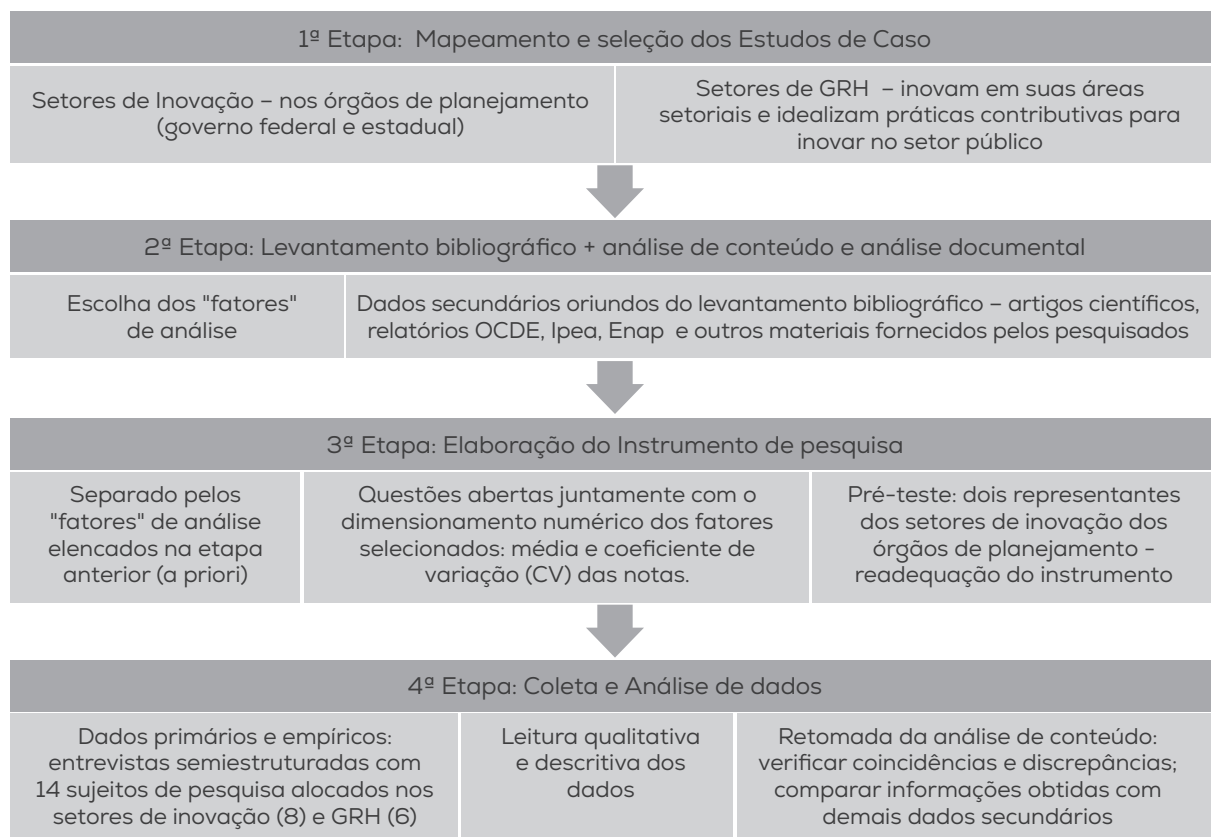 1ª Etapa:  Mapeamento e seleção dos Estudos de Caso
Setores de Inovação – nos órgãos de planejamento
(governo federal e estadual)
Setores de GRH  – inovam em suas áreas
setoriais e idealizam práticas contributivas para
inovar no setor público
2ª Etapa: Levantamento bibliográfico + análise de conteúdo e análise documental
Escolha dos "fatores"
de análise
Dados secundários oriundos do levantamento bibliográfico – artigos científicos,
relatórios OCDE, Ipea, Enap  e outros materiais fornecidos pelos pesquisados
3ª Etapa: Elaboração do Instrumento de pesquisa
Separado pelos
"fatores" de análise
elencados na etapa
anterior (a priori)
Questões abertas juntamente com o
dimensionamento numérico dos fatores
selecionados: média e coeficiente de
variação (CV) das notas.
Pré-teste: dois representantes
dos setores de inovação dos
órgãos de planejamento -
readequação do instrumento
4ª Etapa: Coleta e Análise de dados
Dados primários e empíricos:
entrevistas semiestruturadas com
14 sujeitos de pesquisa alocados nos
setores de inovação (8) e GRH (6)
Leitura qualitativa
e descritiva dos
dados
Retomada da análise de conteúdo:
verificar coincidências e discrepâncias;
comparar informações obtidas com
demais dados secundários